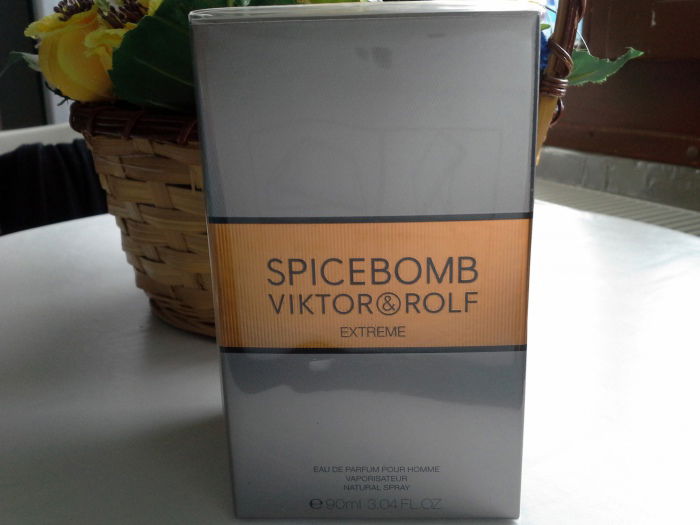 SPICEBOMB
VIKTOR&ROLF
EXTREME
EAU DE PARFUM POUR HOMME
VAPORISATEUR
NATURAL SPRAY
e 90ml 3.04 FL.OZ